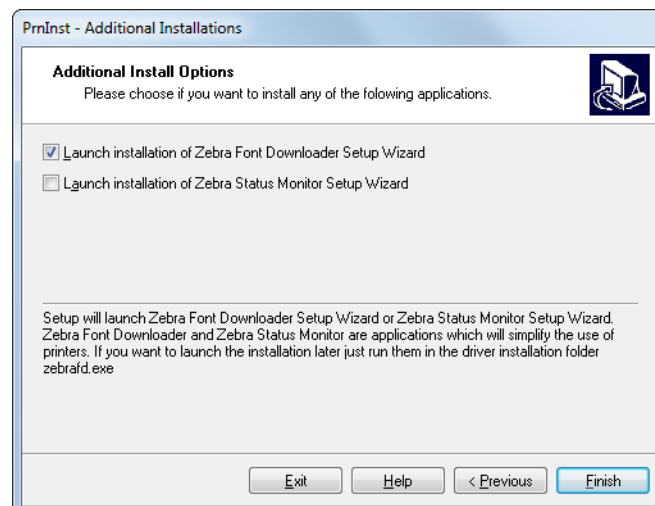 PrnInst - Additional Installations
Additional Install Options
Please choose if you want to install any of the folowing applications.
Launch installation of Zebra Font Downloader Setup Wizard
Launch installation of Zebra Status Monitor Setup Wizard
Setup will launch Zebra Font Downloader Setup Wizard or Zebra Status Monitor Setup Wizard.
Zebra Font Downloader and Zebra Status Monitor are applications which will simplify the use of
printers. If you want to launch the installation later just run them in the driver installation folder
zebrafd.exe
Exit Help < Previous Finish